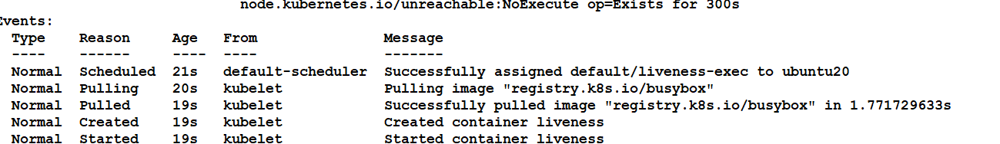 node.kubernetes.io/unreachable:NoExecute op=Exists for 300s
Events:
Type Reason Age From Message
---- ------ ---- ---- -------
Normal Scheduled 21s default-scheduler Successfully assigned default/liveness-exec to ubuntu20
Normal Pulling 20s kubelet Pulling image "registry.k8s.io/busybox"
Normal Pulled 19s kubelet Successfully pulled image "registry.k8s.io/busybox" in 1.771729633s
Normal Created 19s kubelet Created container liveness
Normal Started 19s kubelet Started container liveness